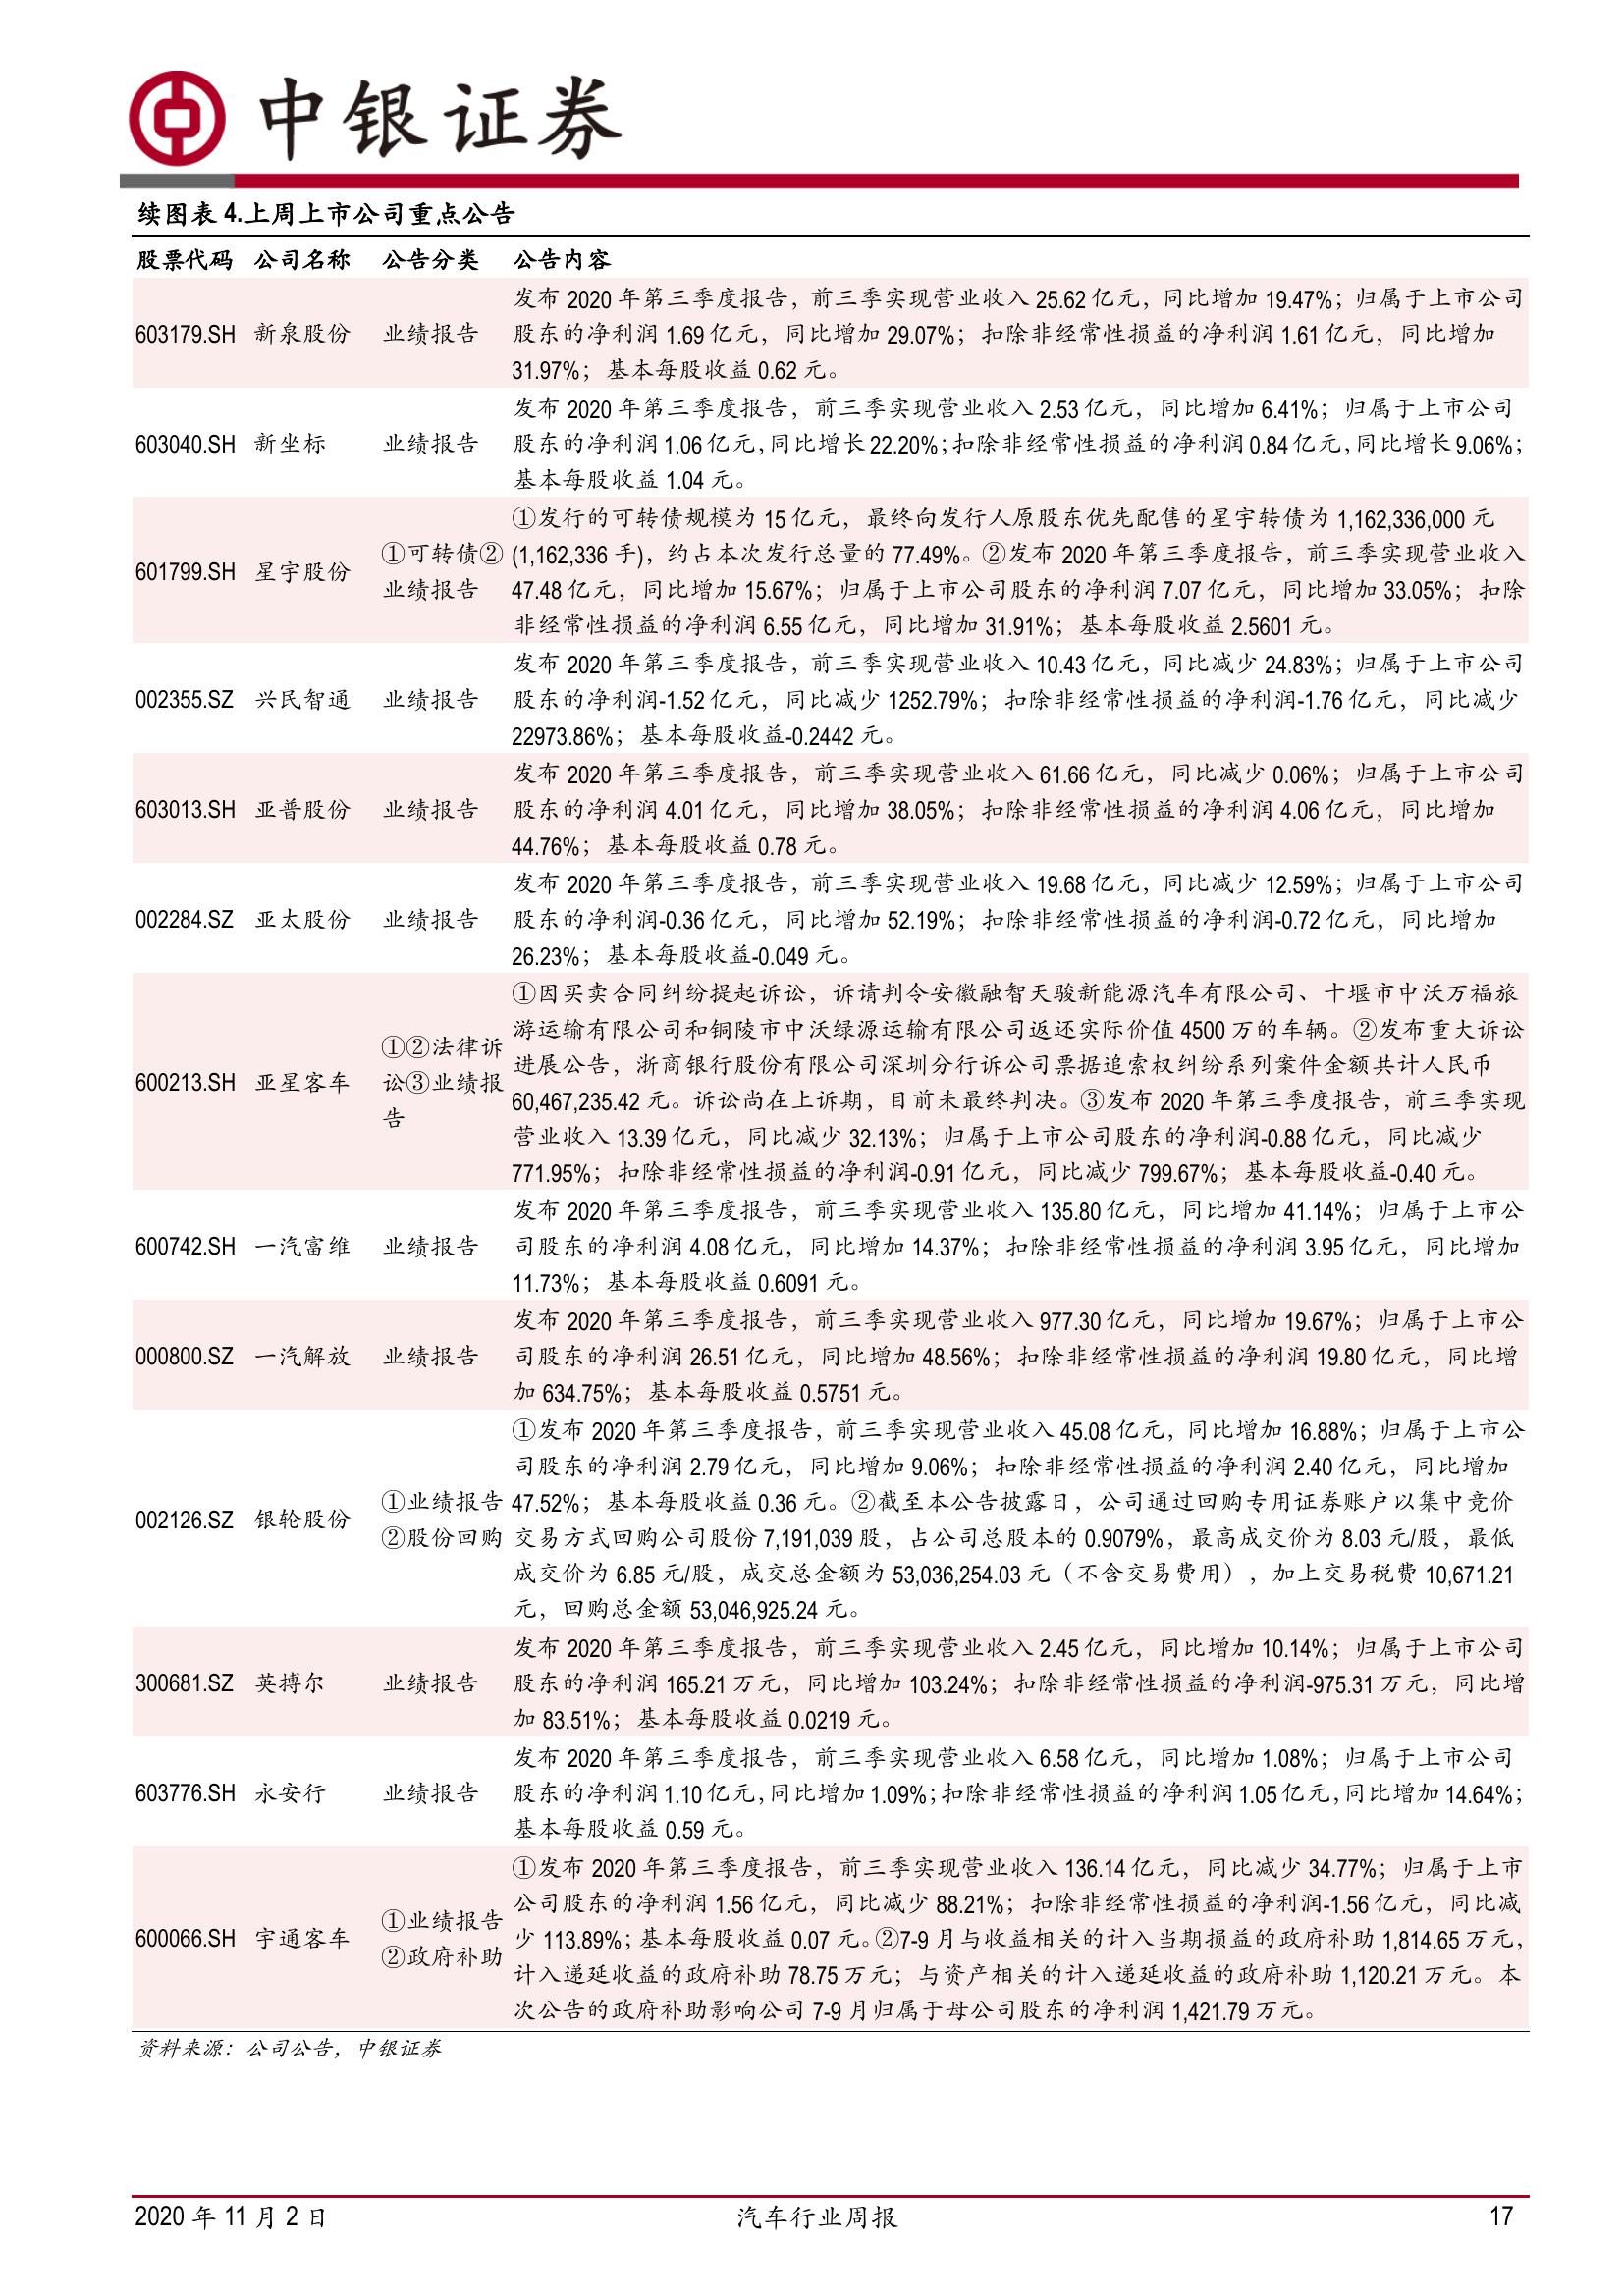 中银证券
续图表 4.上周上市公司重点公告
股票代码 公司名称 公告分类 公告内容
603179.SH 新泉股份 业绩报告
发布 2020 年第三季度报告，前三季实现营业收入 25.62 亿元，同比增加 19.47%；归属于上市公司
股东的净利润 1.69 亿元，同比增加 29.07%；扣除非经常性损益的净利润 1.61 亿元，同比增加
31.97%；基本每股收益 0.62 元。
603040.SH 新坐标 业绩报告
发布 2020 年第三季度报告，前三季实现营业收入 2.53 亿元，同比增加 6.41%；归属于上市公司
股东的净利润 1.06 亿元，同比增长 22.20%；扣除非经常性损益的净利润 0.84 亿元，同比增长 9.06%；
基本每股收益 1.04 元。
601799.SH 星宇股份
①可转债②
业绩报告
①发行的可转债规模为 15 亿元，最终向发行人原股东优先配售的星宇转债为 1,162,336,000 元
(1,162,336 手)，约占本次发行总量的 77.49%。②发布 2020 年第三季度报告，前三季实现营业收入
47.48 亿元，同比增加 15.67%；归属于上市公司股东的净利润 7.07 亿元，同比增加 33.05%；扣除
非经常性损益的净利润 6.55 亿元，同比增加 31.91%；基本每股收益 2.5601 元。
002355.SZ 兴民智通 业绩报告
发布 2020 年第三季度报告，前三季实现营业收入 10.43 亿元，同比减少 24.83%；归属于上市公司
股东的净利润-1.52 亿元，同比减少 1252.79%；扣除非经常性损益的净利润-1.76 亿元，同比减少
22973.86%；基本每股收益-0.2442 元。
603013.SH 亚普股份 业绩报告
发布 2020 年第三季度报告，前三季实现营业收入 61.66 亿元，同比减少 0.06%；归属于上市公司
股东的净利润 4.01 亿元，同比增加 38.05%；扣除非经常性损益的净利润 4.06 亿元，同比增加
44.76%；基本每股收益 0.78 元。
002284.SZ 亚太股份 业绩报告
发布 2020 年第三季度报告，前三季实现营业收入 19.68 亿元，同比减少 12.59%；归属于上市公司
股东的净利润-0.36 亿元，同比增加 52.19%；扣除非经常性损益的净利润-0.72 亿元，同比增加
26.23%；基本每股收益-0.049 元。
600213.SH 亚星客车
①②法律诉
讼③业绩报
告
①因买卖合同纠纷提起诉讼，诉请判令安徽融智天骏新能源汽车有限公司、十堰市中沃万福旅
游运输有限公司和铜陵市中沃绿源运输有限公司返还实际价值 4500 万的车辆。②发布重大诉讼
进展公告，浙商银行股份有限公司深圳分行诉公司票据追索权纠纷系列案件金额共计人民币
60,467,235.42 元。诉讼尚在上诉期，目前未最终判决。③发布 2020 年第三季度报告，前三季实现
营业收入 13.39 亿元，同比减少 32.13%；归属于上市公司股东的净利润-0.88 亿元，同比减少
771.95%；扣除非经常性损益的净利润-0.91 亿元，同比减少 799.67%；基本每股收益-0.40 元。
600742.SH 一汽富维 业绩报告
发布 2020 年第三季度报告，前三季实现营业收入 135.80 亿元，同比增加 41.14%；归属于上市公
司股东的净利润 4.08 亿元，同比增加 14.37%；扣除非经常性损益的净利润 3.95 亿元，同比增加
11.73%；基本每股收益 0.6091 元。
000800.SZ 一汽解放 业绩报告
发布 2020 年第三季度报告，前三季实现营业收入 977.30 亿元，同比增加 19.67%；归属于上市公
司股东的净利润 26.51 亿元，同比增加 48.56%；扣除非经常性损益的净利润 19.80 亿元，同比增
加 634.75%；基本每股收益 0.5751 元。
002126.SZ 银轮股份
①业绩报告
②股份回购
①发布 2020 年第三季度报告，前三季实现营业收入 45.08 亿元，同比增加 16.88%；归属于上市公
司股东的净利润 2.79 亿元，同比增加 9.06%；扣除非经常性损益的净利润 2.40 亿元，同比增加
47.52%；基本每股收益 0.36 元。②截至本公告披露日，公司通过回购专用证券账户以集中竞价
交易方式回购公司股份 7,191,039 股，占公司总股本的 0.9079%，最高成交价为 8.03 元/股，最低
成交价为 6.85 元/股，成交总金额为 53,036,254.03 元（不含交易费用），加上交易税费 10,671.21
元，回购总金额 53,046,925.24 元。
300681.SZ 英搏尔 业绩报告
发布 2020 年第三季度报告，前三季实现营业收入 2.45 亿元，同比增加 10.14%；归属于上市公司
股东的净利润 165.21 万元，同比增加 103.24%；扣除非经常性损益的净利润-975.31 万元，同比增
加 83.51%；基本每股收益 0.0219 元。
603776.SH 永安行 业绩报告
发布 2020 年第三季度报告，前三季实现营业收入 6.58 亿元，同比增加 1.08%；归属于上市公司
股东的净利润 1.10 亿元，同比增加 1.09%；扣除非经常性损益的净利润 1.05 亿元，同比增加 14.64%；
基本每股收益 0.59 元。
600066.SH 宇通客车
①业绩报告
②政府补助
①发布 2020 年第三季度报告，前三季实现营业收入 136.14 亿元，同比减少 34.77%；归属于上市
公司股东的净利润 1.56 亿元，同比减少 88.21%；扣除非经常性损益的净利润-1.56 亿元，同比减
少 113.89%；基本每股收益 0.07 元。②7-9 月与收益相关的计入当期损益的政府补助 1,814.65 万元，
计入递延收益的政府补助 78.75 万元；与资产相关的计入递延收益的政府补助 1,120.21 万元。本
次公告的政府补助影响公司 7-9 月归属于母公司股东的净利润 1,421.79 万元。
资料来源：公司公告，中银证券
2020 年 11 月 2 日 汽车行业周报 17